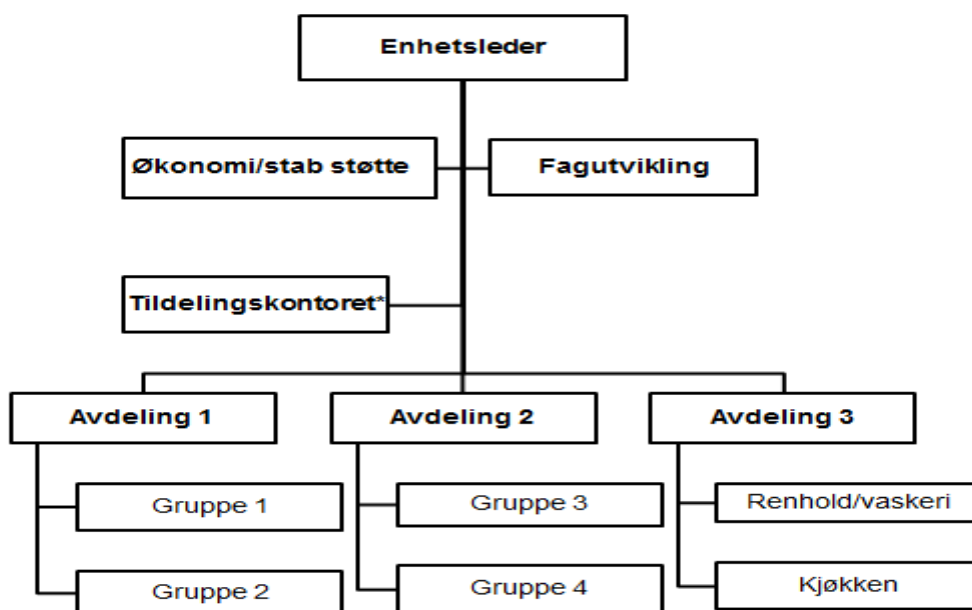 Enhetsleder
Økonomi/stab støtte
Fagutvikling
Tildelingskontoret*
Avdeling 1
Avdeling 2
Avdeling 3
Gruppe 1
Gruppe 3
Renhold/vaskeri
Gruppe 2
Gruppe 4
Kjøkken